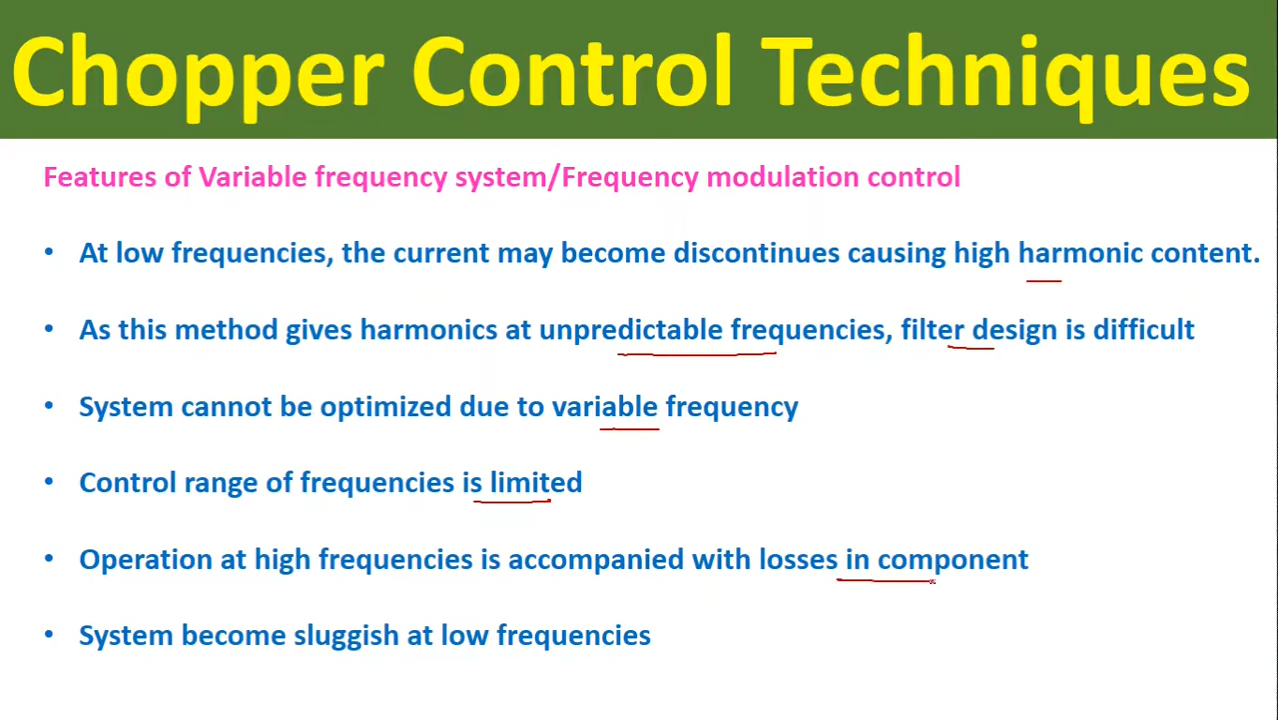 Chopper Control Techniques
Features of Variable frequency system/Frequency modulation control
• At low frequencies, the current may become discontinues causing high harmonic content.
• As this method gives harmonics at unpredictable frequencies, filter design is difficult
• System cannot be optimized due to variable frequency
• Control range of frequencies is limited
• Operation at high frequencies is accompanied with losses in component
• System become sluggish at low frequencies